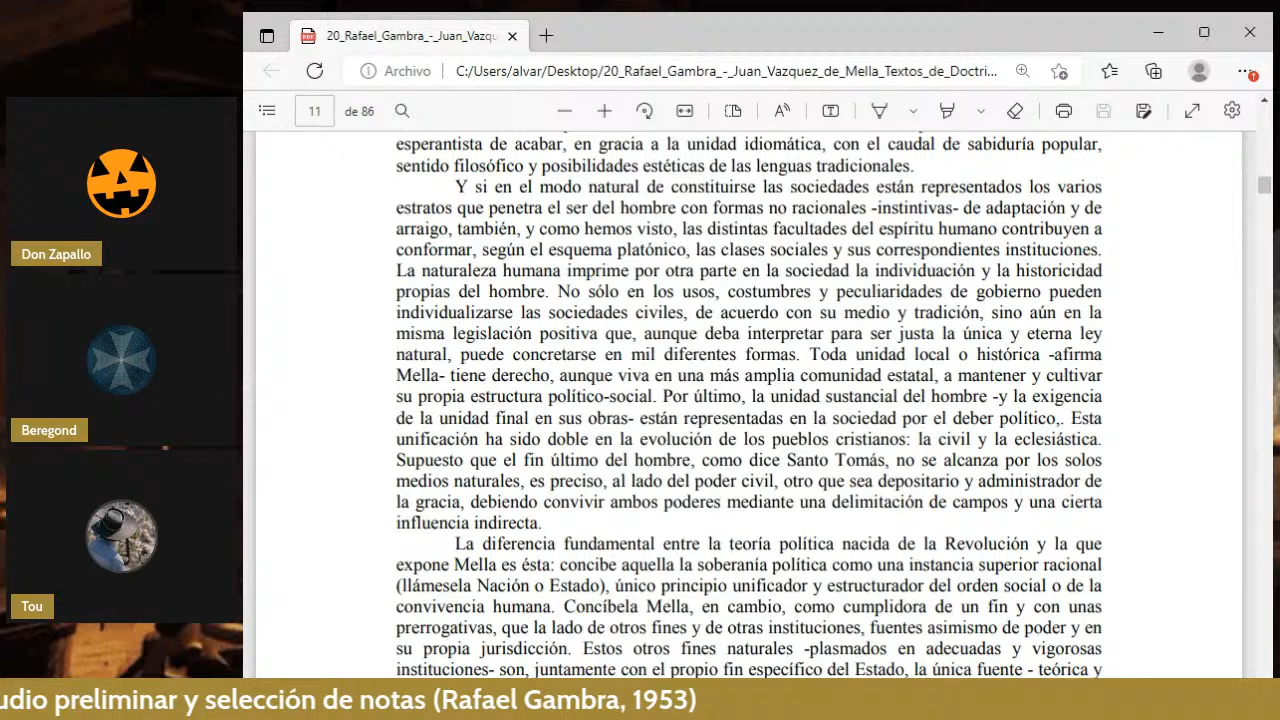 20_Rafael_Gambra_-_Juan_Vazqu
Archivo
C:/Users/alvar/Desktop/20_Rafael_Gambra_-_Juan_Vazquez_de_Mella_Textos_de_Doctri...
11 de 86
esperantista de acabar, en gracia a la unidad idiomática, con el caudal de sabiduría popular,
sentido filosófico y posibilidades estéticas de las lenguas tradicionales.
Y si en el modo natural de constituirse las sociedades están representados los varios
estratos que penetra el ser del hombre con formas no racionales -instintivas- de adaptación y de
arraigo, también, y como hemos visto, las distintas facultades del espíritu humano contribuyen a
conformar, según el esquema platónico, las clases sociales y sus correspondientes instituciones.
La naturaleza humana imprime por otra parte en la sociedad la individuación y la historicidad
propias del hombre. No sólo en los usos, costumbres y peculiaridades de gobierno pueden
individualizarse las sociedades civiles, de acuerdo con su medio y tradición, sino aún en la
misma legislación positiva que, aunque deba interpretar para ser justa la única y eterna ley
natural, puede concretarse en mil diferentes formas. Toda unidad local o histórica -afirma
Mella- tiene derecho, aunque viva en una más amplia comunidad estatal, a mantener y cultivar
su propia estructura político-social. Por último, la unidad sustancial del hombre -y la exigencia
de la unidad final en sus obras- están representadas en la sociedad por el deber político,. Esta
unificación ha sido doble en la evolución de los pueblos cristianos: la civil y la eclesiástica.
Supuesto que el fin último del hombre, como dice Santo Tomás, no se alcanza por los solos
medios naturales, es preciso, al lado del poder civil, otro que sea depositario y administrador de
la gracia, debiendo convivir ambos poderes mediante una delimitación de campos y una cierta
influencia indirecta.
La diferencia fundamental entre la teoría política nacida de la Revolución y la que
expone Mella es ésta: concibe aquella la soberanía política como una instancia superior racional
(llámesela Nación o Estado), único principio unificador y estructurador del orden social o de la
convivencia humana. Concíbela Mella, en cambio, como cumplidora de un fin y con unas
prerrogativas, que la lado de otros fines y de otras instituciones, fuentes asimismo de poder y en
su propia jurisdicción. Estos otros fines naturales -plasmados en adecuadas y vigorosas
instituciones- son, juntamente con el propio fin específico del Estado, la única fuente - teórica y
Don Zapallo
Beregond
Tou
udio preliminar y selección de notas (Rafael Gambra, 1953)